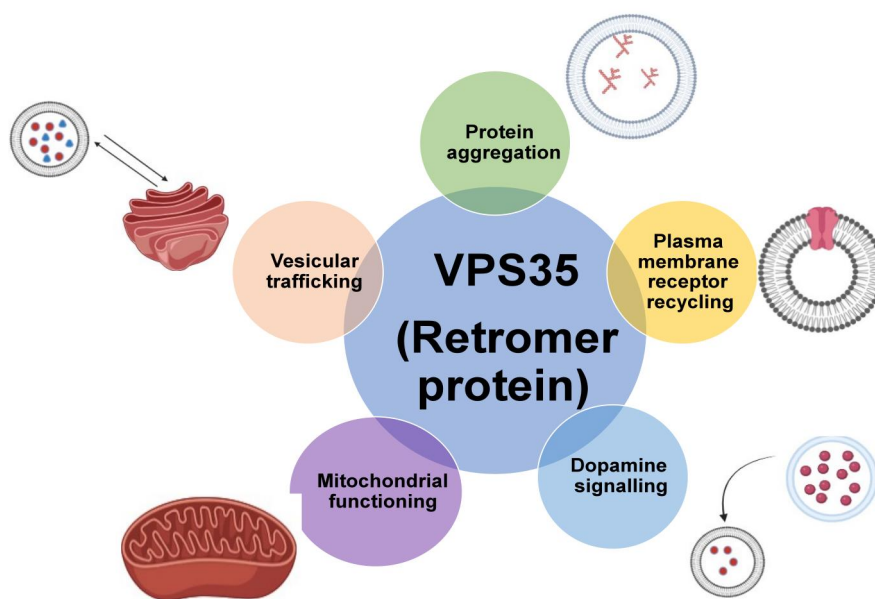 Protein
aggregation
Vesicular
trafficking
VPS35
(Retromer
protein)
Plasma
membrane
receptor
recycling
Mitochondrial
functioning
Dopamine
signalling